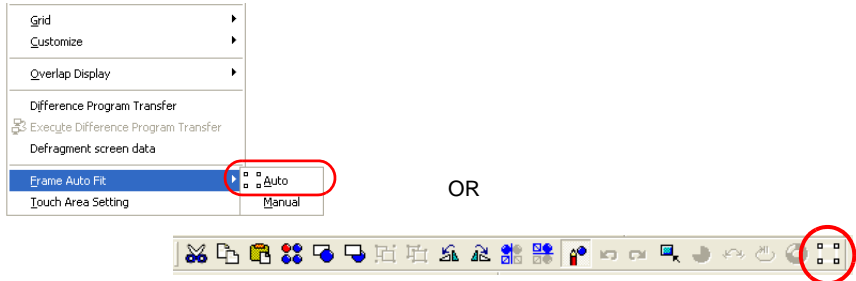 Grid
Customize
Overlap Display
Difference Program Transfer
Execute Difference Program Transfer
Defragment screen data
Frame Auto Fit
Auto
Touch Area Setting
Manual
OR